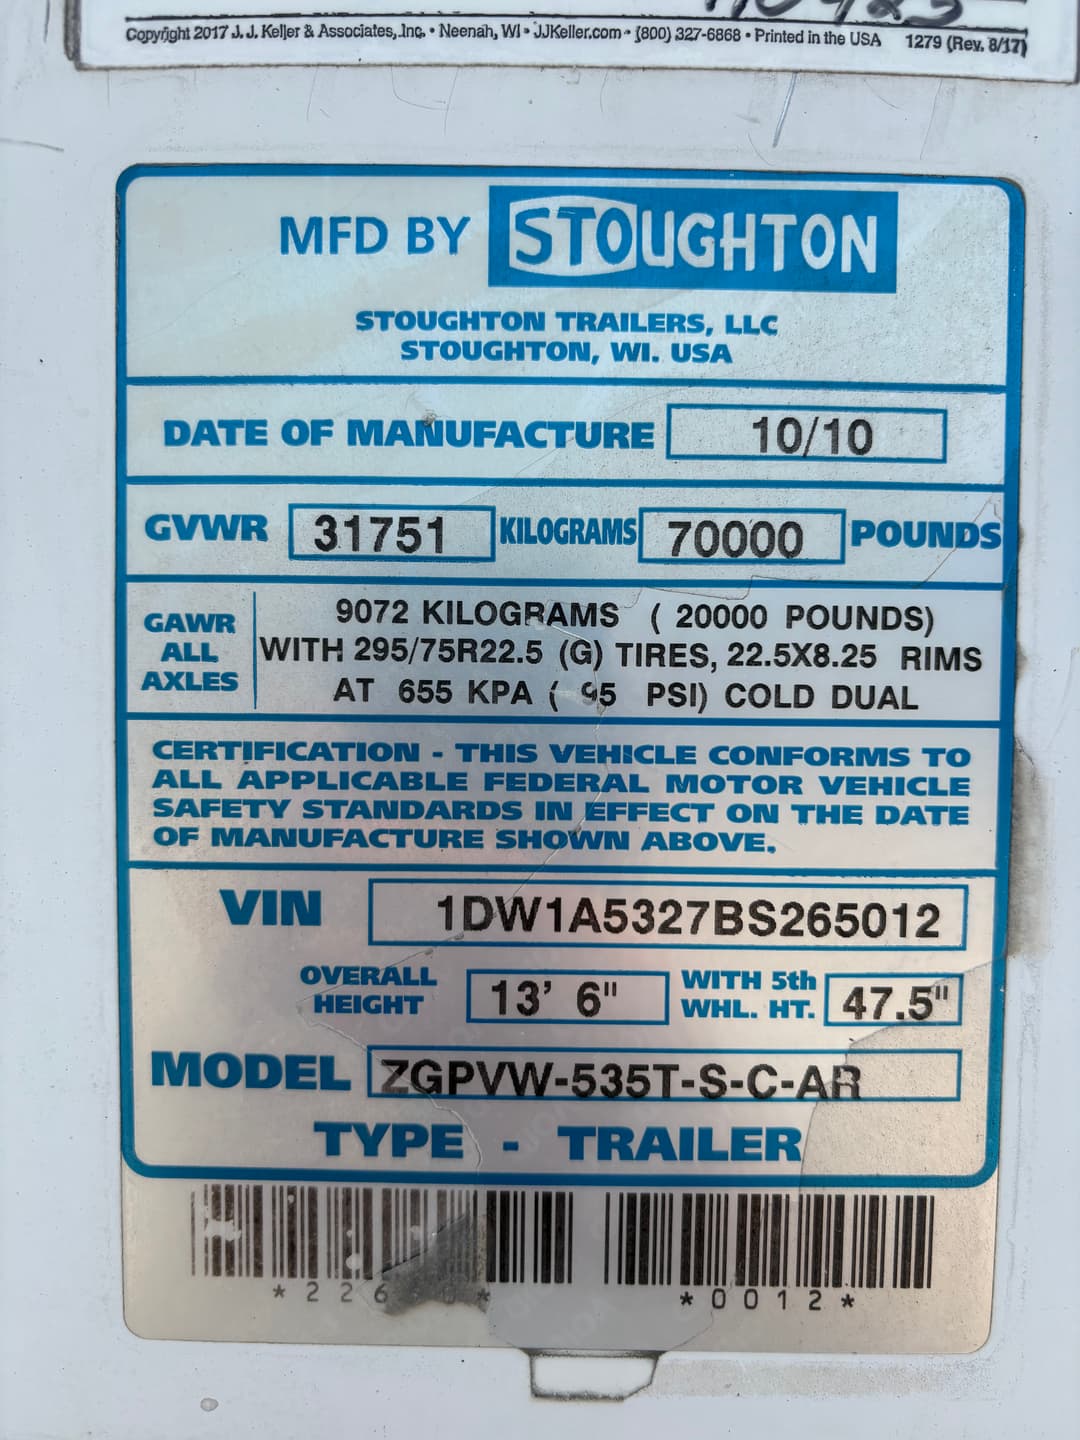 Copyright 2017 J. J. Keller & Associates, Inc. • Neenah, WI • JJKeller.com • (800) 327-6868 • Printed in the USA 1279 (Rev. 8/17)
MFD BY STOUGHTON
STOUGHTON TRAILERS, LLC
STOUGHTON, WI. USA
DATE OF MANUFACTURE 10/10
GVWR 31751 KILOGRAMS 70000 POUNDS
GAWR ALL AXLES
9072 KILOGRAMS ( 20000 POUNDS)
WITH 295/75R22.5 (G) TIRES, 22.5X8.25 RIMS
AT 655 KPA ( 95 PSI) COLD DUAL
CERTIFICATION - THIS VEHICLE CONFORMS TO
ALL APPLICABLE FEDERAL MOTOR VEHICLE
SAFETY STANDARDS IN EFFECT ON THE DATE
OF MANUFACTURE SHOWN ABOVE.
VIN 1DW1A5327BS265012
OVERALL HEIGHT 13' 6" WITH 5th WHL. HT. 47.5"
MODEL ZGPVW-535T-S-C-AR
TYPE - TRAILER
*0012*